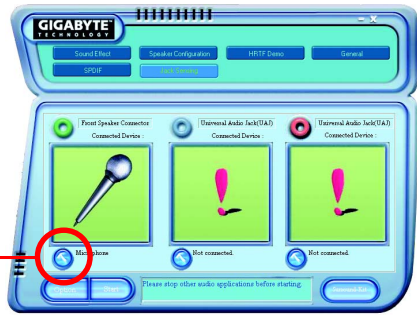 GIGABYTE™
TECHNOLOGY
Sound Effect
Speaker Configuration
HRTF Demo
General
SPDIF
Jack Sensing
Front Speaker Connector
Connected Device :
Universal Audio Jack(UAJ)
Connected Device :
Universal Audio Jack(UAJ)
Connected Device :
Microphone
Not connected.
Not connected.
Start
Please stop other audio applications before starting.